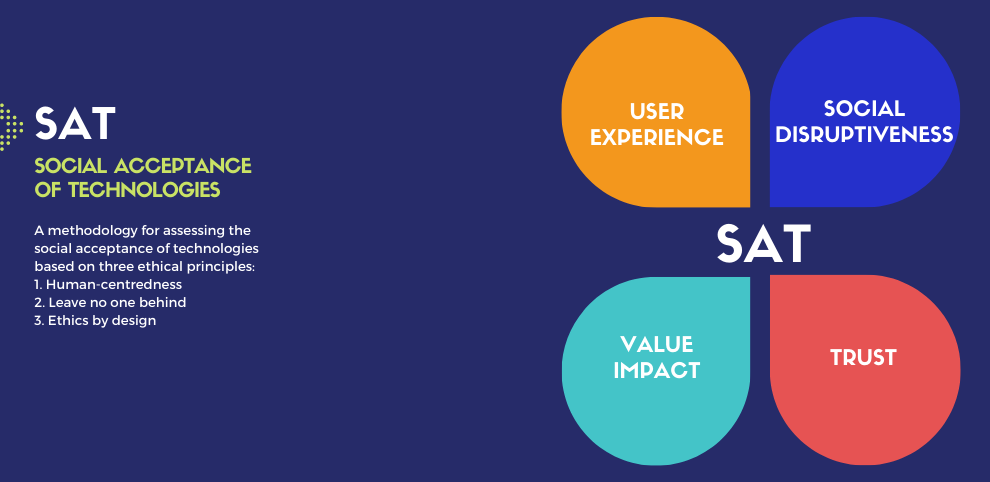 SAT
SOCIAL ACCEPTANCE
OF TECHNOLOGIES
A methodology for assessing the
social acceptance of technologies
based on three ethical principles:
1. Human-centredness
2. Leave no one behind
3. Ethics by design
USER
EXPERIENCE
SOCIAL
DISRUPTIVENESS
SAT
VALUE
IMPACT
TRUST